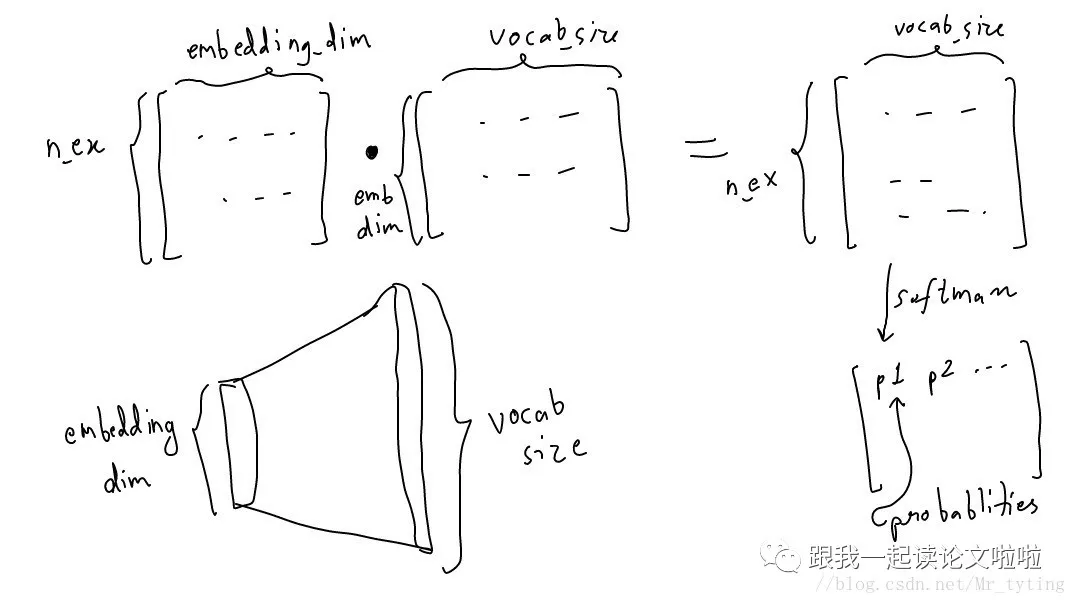 embedding_dim
vocab_size
vocab_size
n_ex
emb
dim
n_ex
softmax
embedding
dim
vocab
size
p1 p2 ...
probablities
跟我一起读论文啦啦
//blog.csdn.net/Mr_tyting